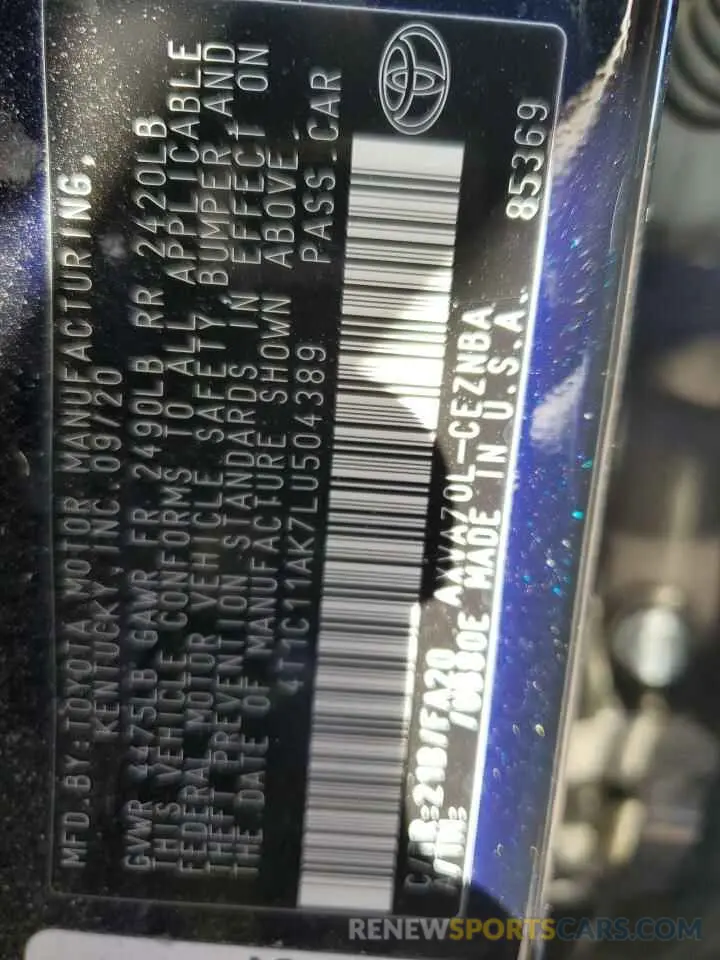 MFD.BY:TOYOTA MOTOR MANUFACTURING,
KENTUCKY, INC. 09/20
GVWR 4475LB GAWR FR 2490LB RR 2420LB
THIS VEHICLE CONFORMS TO ALL APPLICABLE
FEDERAL MOTOR VEHICLE SAFETY, BUMPER, AND
THEFT PREVENTION STANDARDS IN EFFECT ON
THE DATE OF MANUFACTURE SHOWN ABOVE.
4T1C11AK7LU504389 PASS.CAR
C/TR:218/FA20 AXVA70L-CEZNBA
MADE IN U.S.A.
85369
RENEWSPORTSCARS.COM